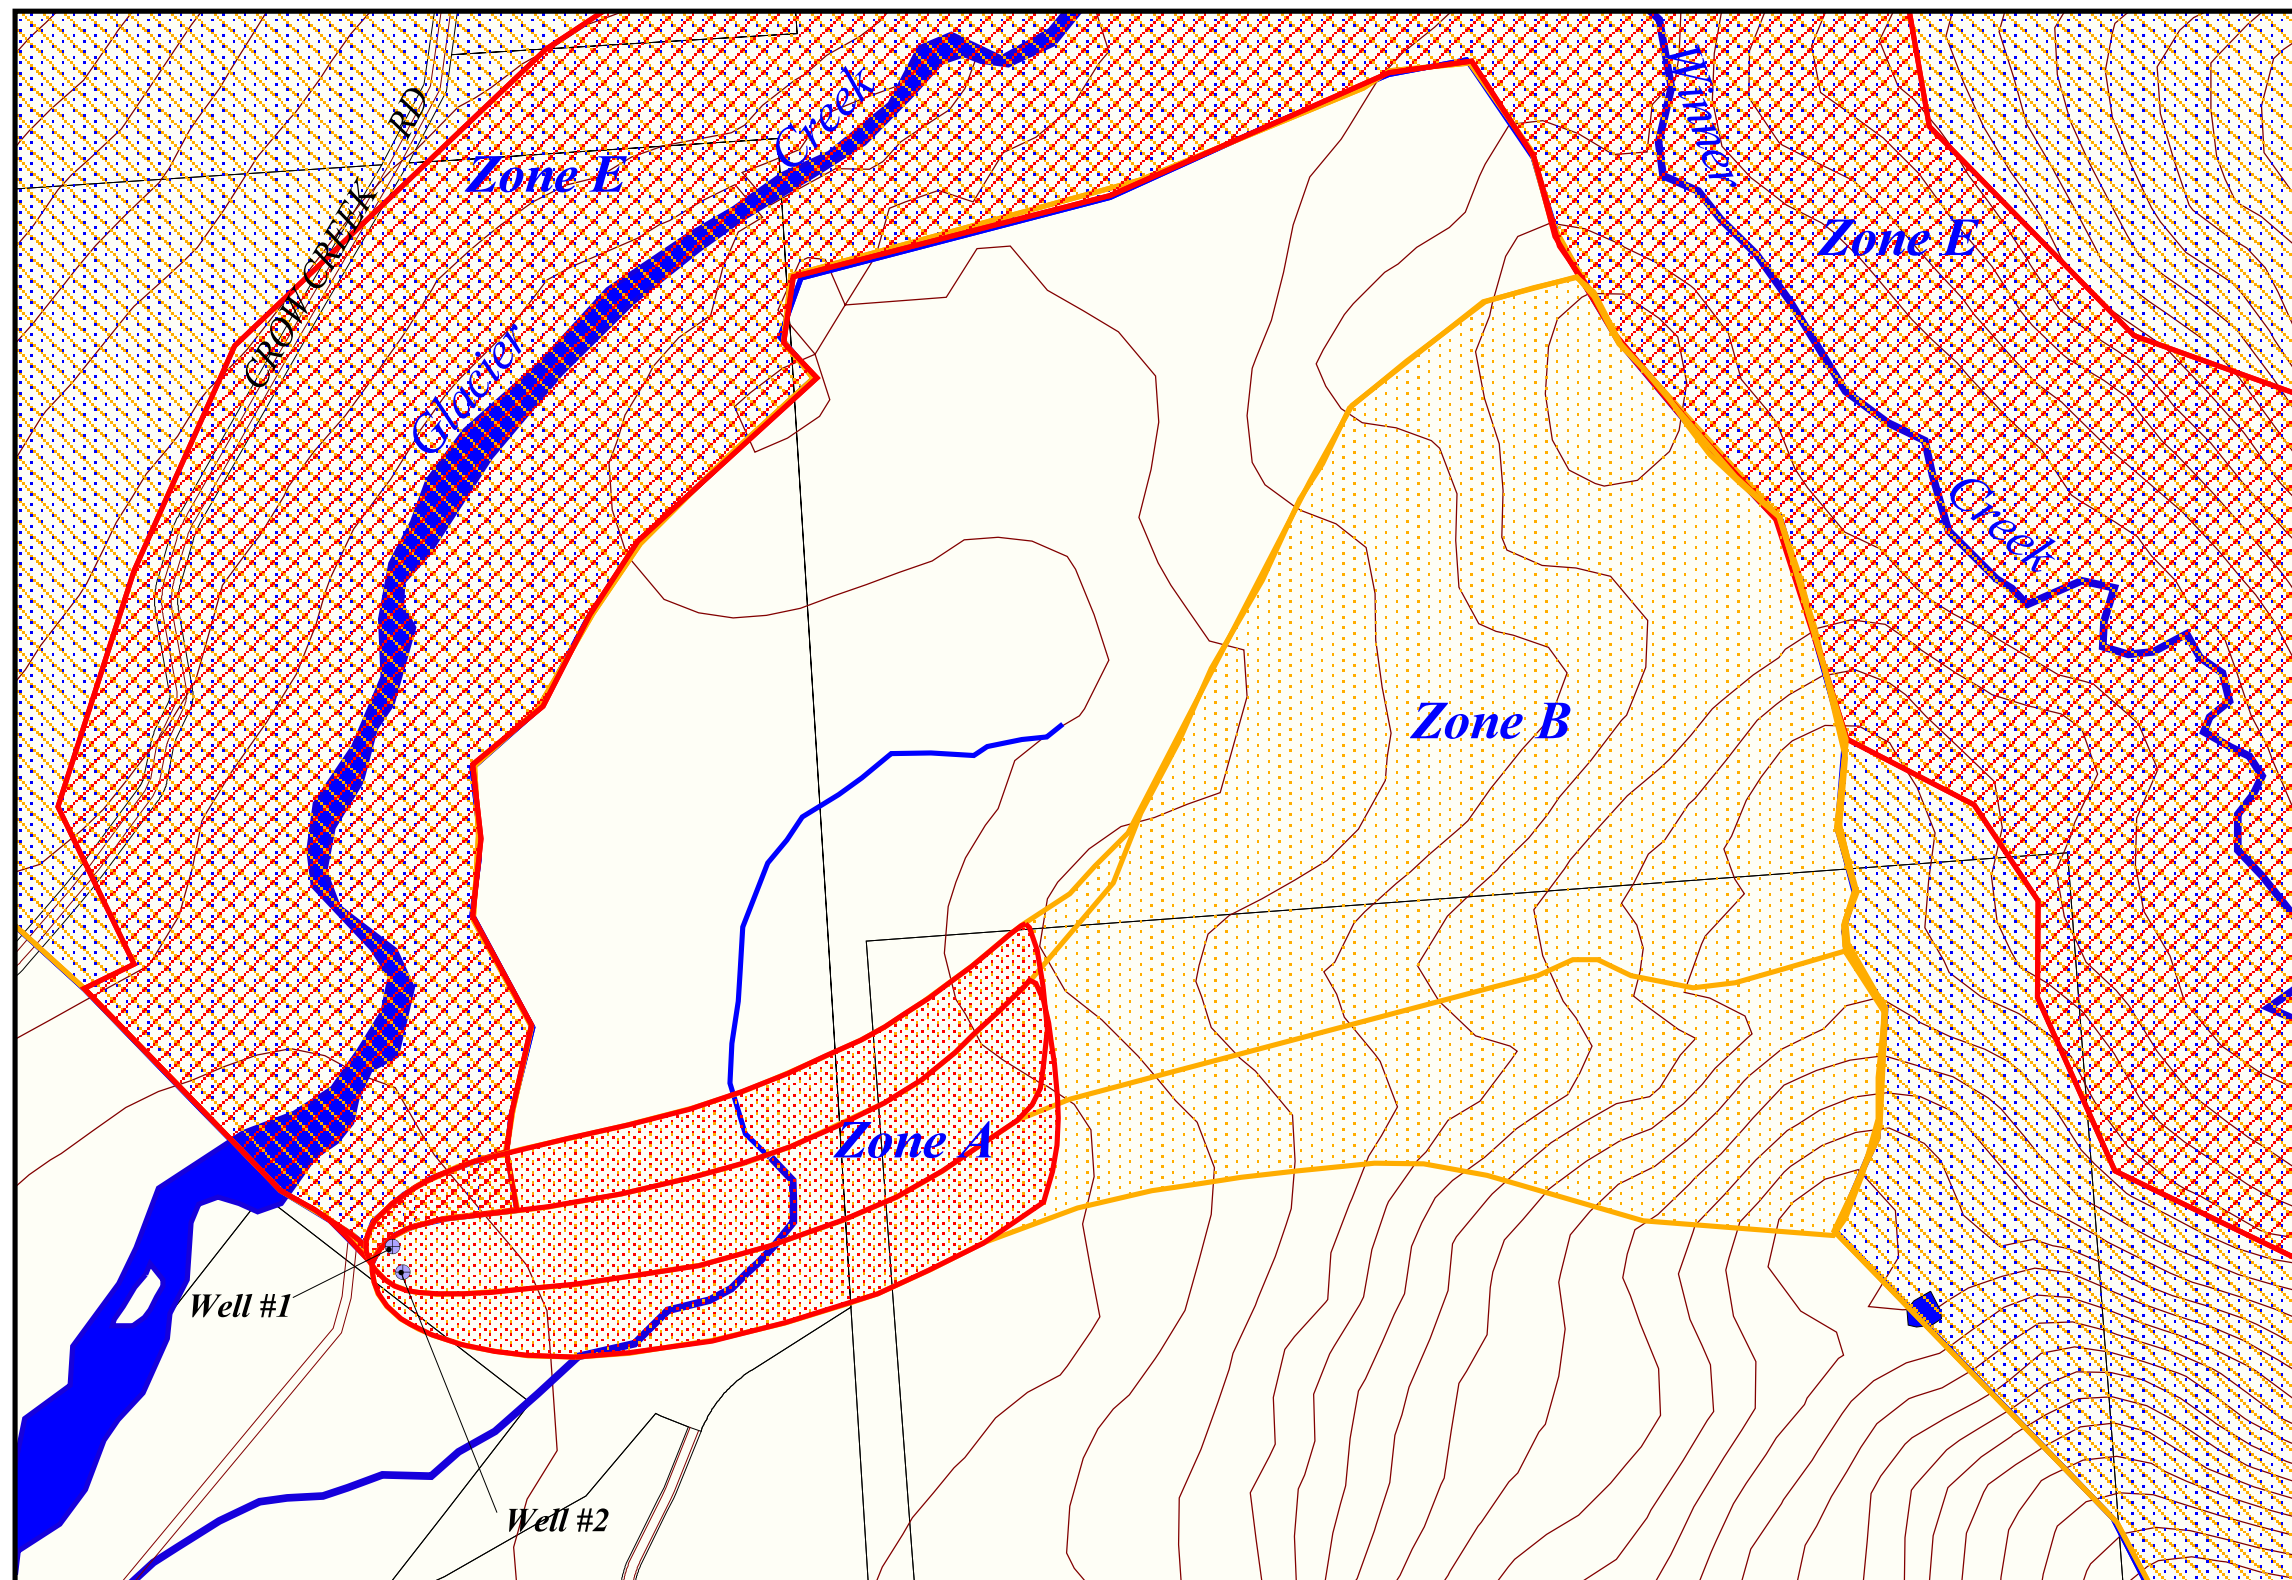 CROW CREEK RD
Zone E
Glacier Creek
Winner Creek
Zone E
Zone B
Zone A
Well #1
Well #2